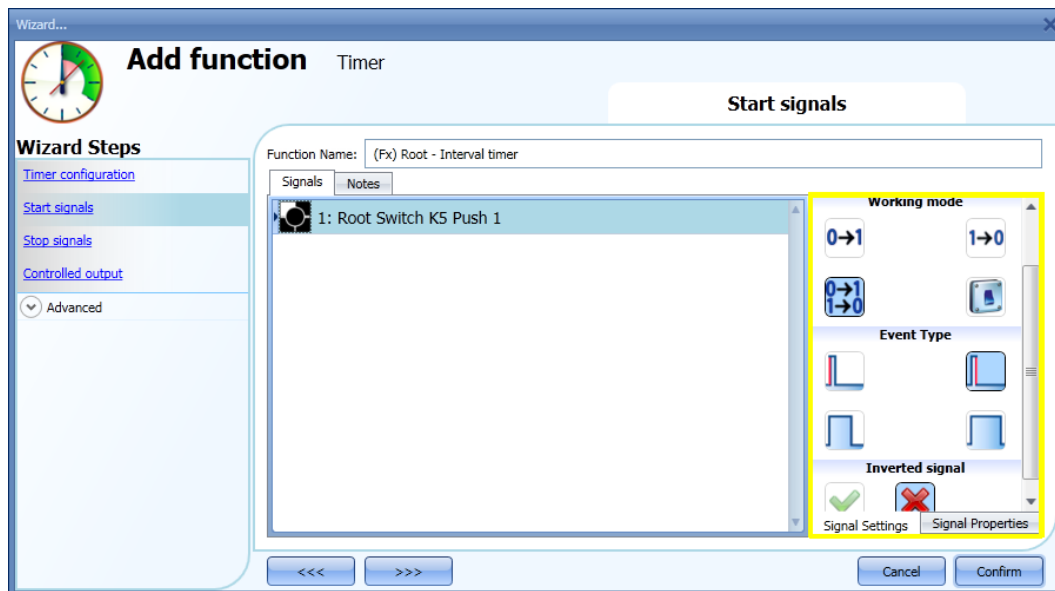 Wizard...
Add function Timer
Start signals
Wizard Steps
Timer configuration
Start signals
Stop signals
Controlled output
Advanced
Function Name: (Fx) Root - Interval timer
Signals Notes
1: Root Switch K5 Push 1
Working mode
0→1 1→0
0→1
1→0
Event Type
Inverted signal
Signal Settings Signal Properties
<<< >>> Cancel Confirm